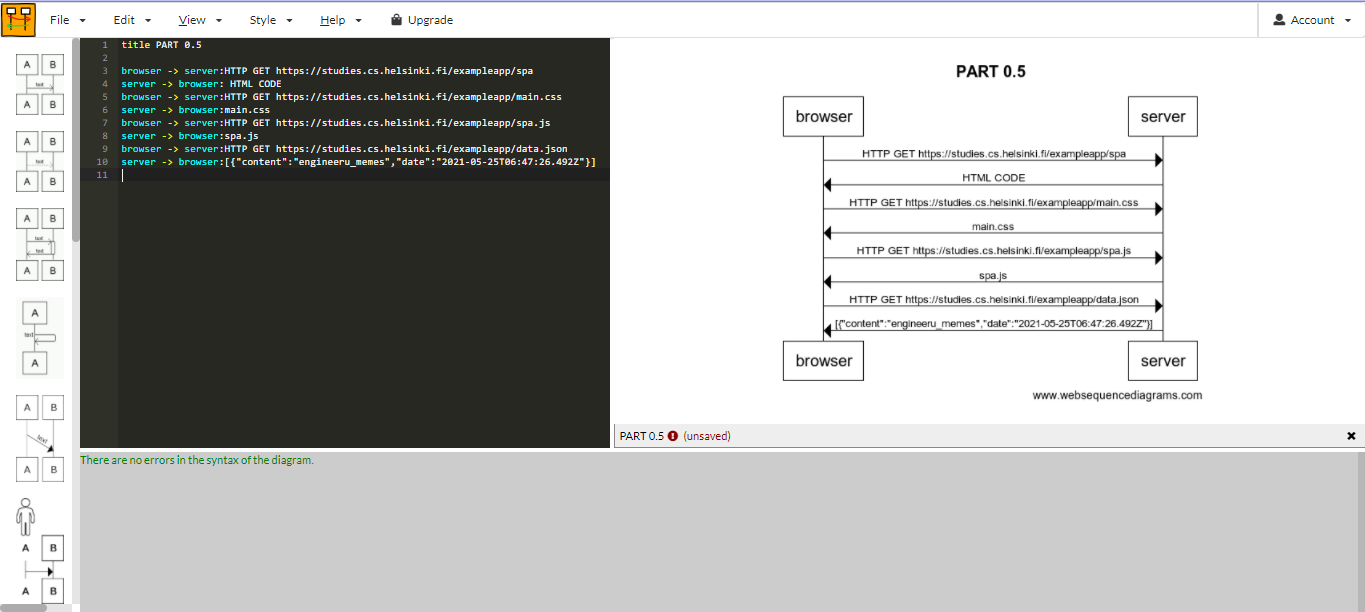 File Edit View Style Help Upgrade Account
A B
text
A B
A B
text
A B
A B
text
text
A B
A
text
A
A B
text
A B
A B
A B
1 title PART 0.5
2
3 browser -> server:HTTP GET https://studies.cs.helsinki.fi/exampleapp/spa
4 server -> browser: HTML CODE
5 browser -> server:HTTP GET https://studies.cs.helsinki.fi/exampleapp/main.css
6 server -> browser:main.css
7 browser -> server:HTTP GET https://studies.cs.helsinki.fi/exampleapp/spa.js
8 server -> browser:spa.js
9 browser -> server:HTTP GET https://studies.cs.helsinki.fi/exampleapp/data.json
10 server -> browser:[{"content":"engineeru_memes","date":"2021-05-25T06:47:26.492Z"}]
11
PART 0.5
browser server
HTTP GET https://studies.cs.helsinki.fi/exampleapp/spa
HTML CODE
HTTP GET https://studies.cs.helsinki.fi/exampleapp/main.css
main.css
HTTP GET https://studies.cs.helsinki.fi/exampleapp/spa.js
spa.js
HTTP GET https://studies.cs.helsinki.fi/exampleapp/data.json
[{"content":"engineeru_memes","date":"2021-05-25T06:47:26.492Z"}]
browser server
www.websequencediagrams.com
PART 0.5 (unsaved)
There are no errors in the syntax of the diagram.